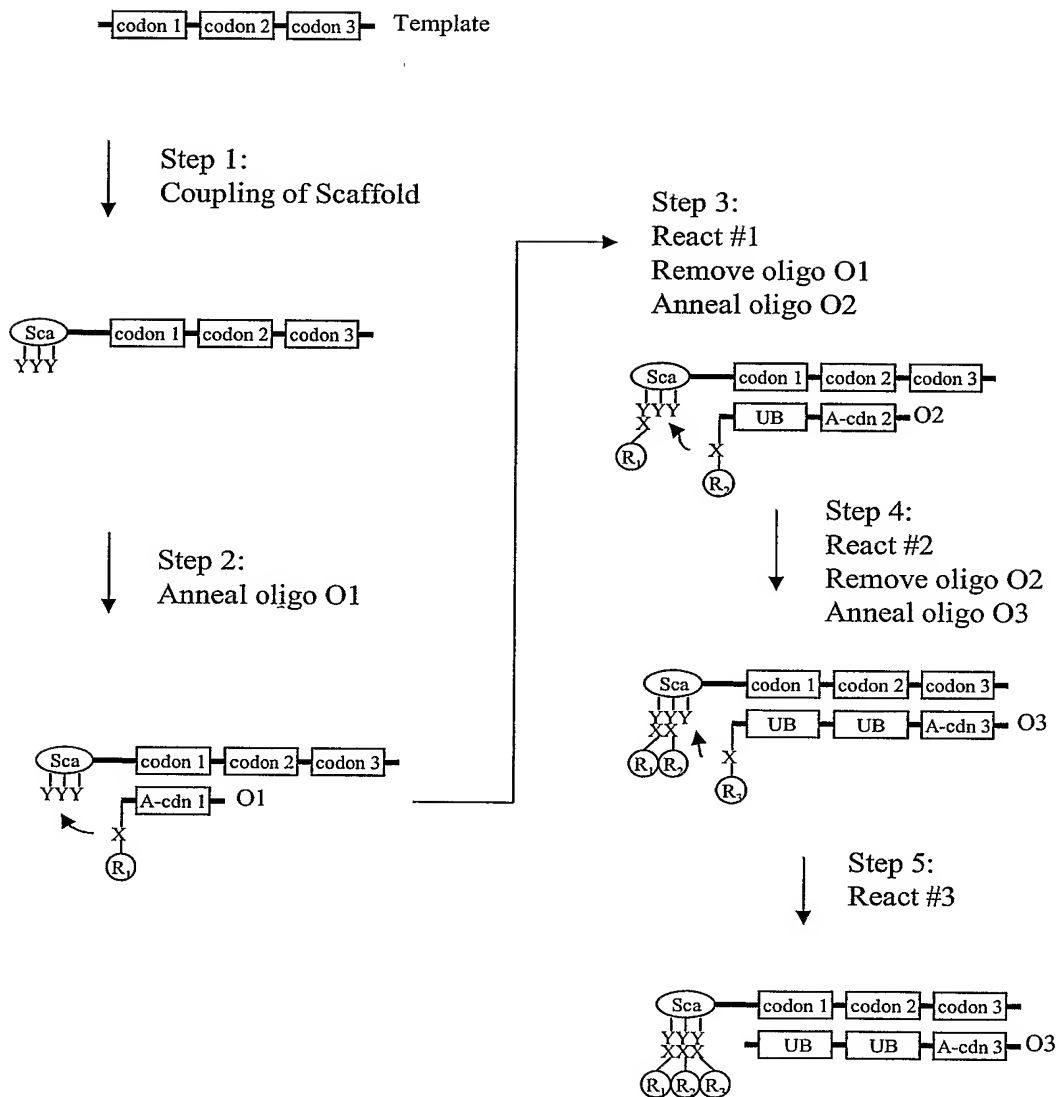 codon 1 codon 2 codon 3 Template
Step 1:
Coupling of Scaffold
Sca codon 1 codon 2 codon 3
YYY
Step 2:
Anneal oligo O1
Sca codon 1 codon 2 codon 3
YYY
A-cdn 1 O1
X
R1
Step 3:
React #1
Remove oligo O1
Anneal oligo O2
Sca codon 1 codon 2 codon 3
YYY
X
UB A-cdn 2 O2
X
R1
R2
Step 4:
React #2
Remove oligo O2
Anneal oligo O3
Sca codon 1 codon 2 codon 3
YYY
XX
UB UB A-cdn 3 O3
X
R1 R2
R3
Step 5:
React #3
Sca codon 1 codon 2 codon 3
YYY
XXX
UB UB A-cdn 3 O3
R1 R2 R3